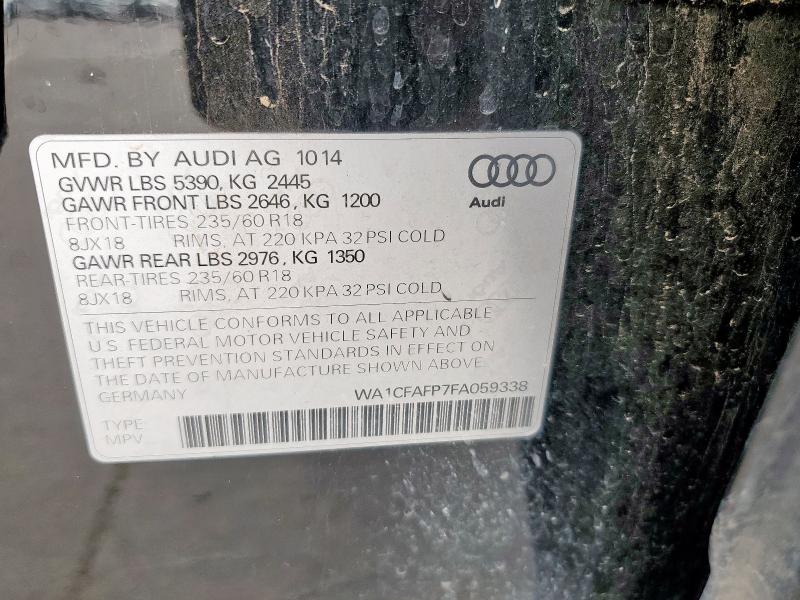 MFD. BY AUDI AG 1014
GVWR LBS 5390, KG 2445
GAWR FRONT LBS 2646, KG 1200
FRONT-TIRES 235/60 R18
8JX18 RIMS, AT 220 KPA 32 PSI COLD
GAWR REAR LBS 2976, KG 1350
REAR-TIRES 235/60 R18
8JX18 RIMS, AT 220 KPA 32 PSI COLD
Audi
THIS VEHICLE CONFORMS TO ALL APPLICABLE
U.S. FEDERAL MOTOR VEHICLE SAFETY AND
THEFT PREVENTION STANDARDS IN EFFECT ON
THE DATE OF MANUFACTURE SHOWN ABOVE.
GERMANY WA1CFAFP7FA059338
TYPE:
MPV